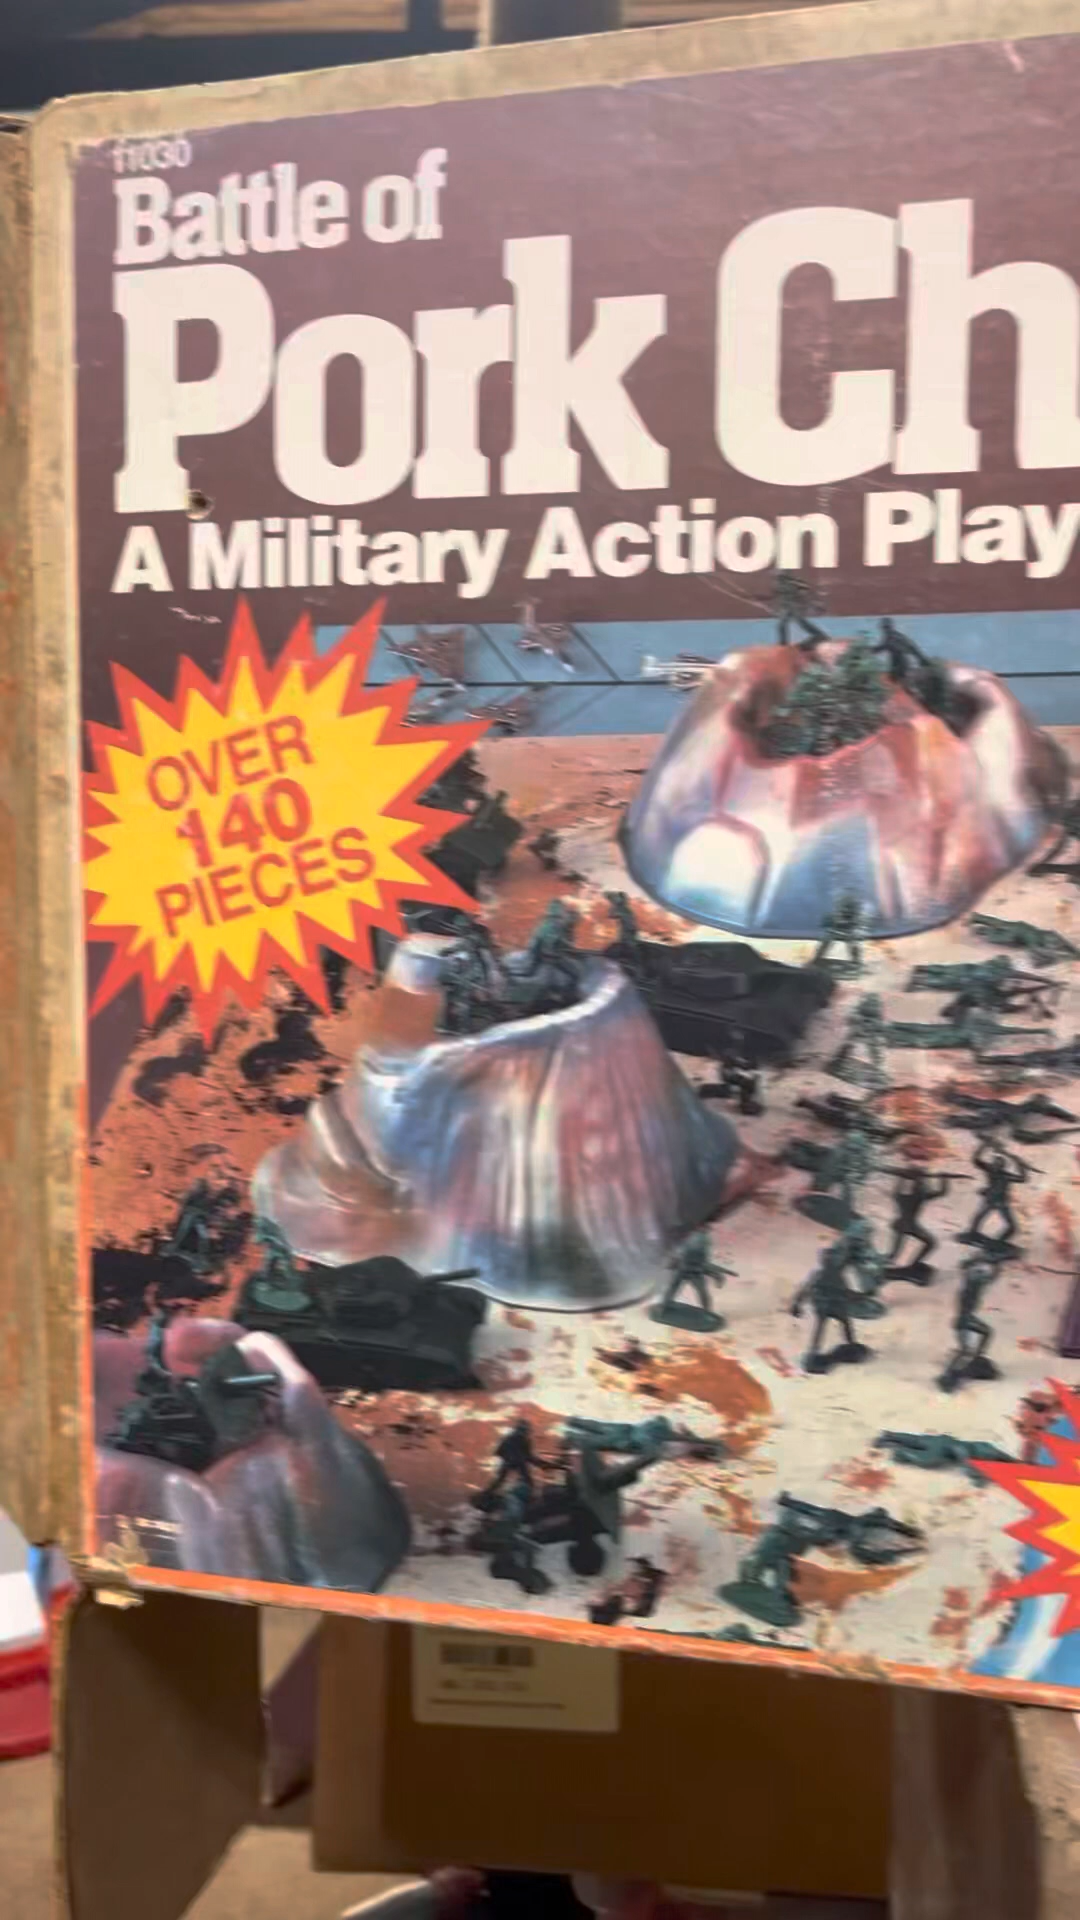 11030
Battle of
Pork Ch
A Military Action Play
OVER
140
PIECES